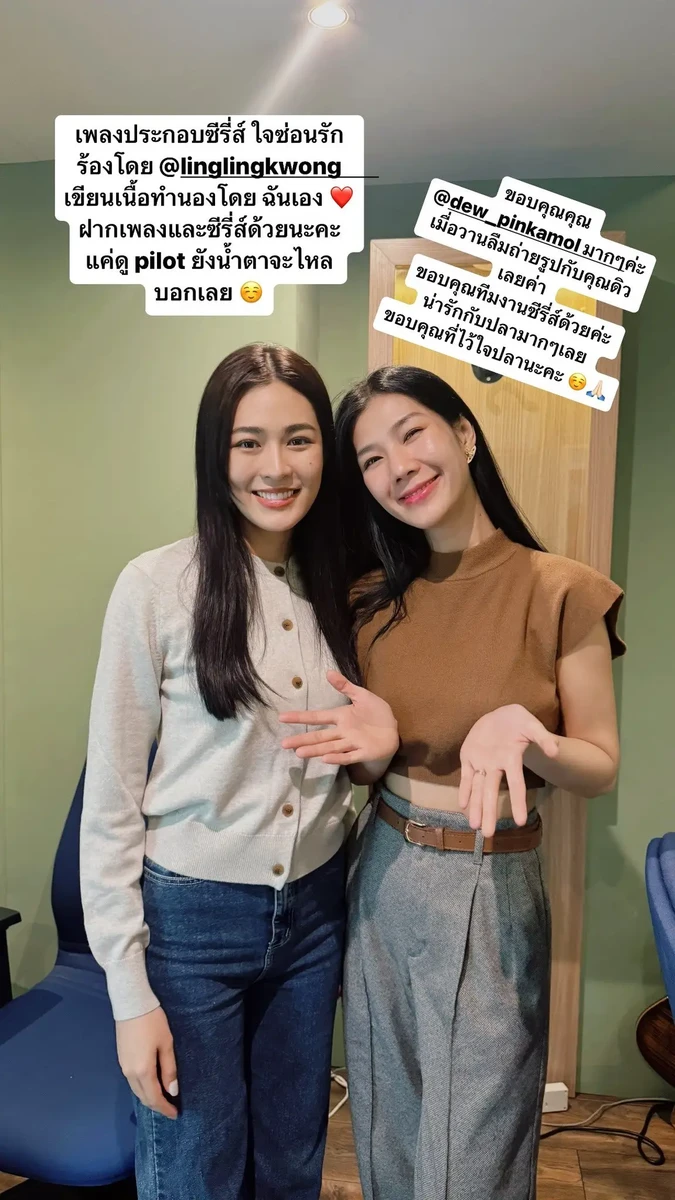 เพลงประกอบซีรี่ส์ ใจซ่อนรัก
ร้องโดย @linglingkwong
เขียนเนื้อทำนองโดย ฉันเอง ❤️
ฝากเพลงและซีรี่ส์ด้วยนะคะ
แค่ดู pilot ยังน้ำตาจะไหล
บอกเลย ☺️
ขอบคุณคุณ
@dew_pinkamol มากๆค่ะ
เมื่อวานลืมถ่ายรูปกับคุณดิว
เลยค่า
ขอบคุณทีมงานซีรี่ส์ด้วยค่ะ
น่ารักกับปลามากๆเลย
ขอบคุณที่ไว้ใจปลานะคะ ☺️🙏🏻